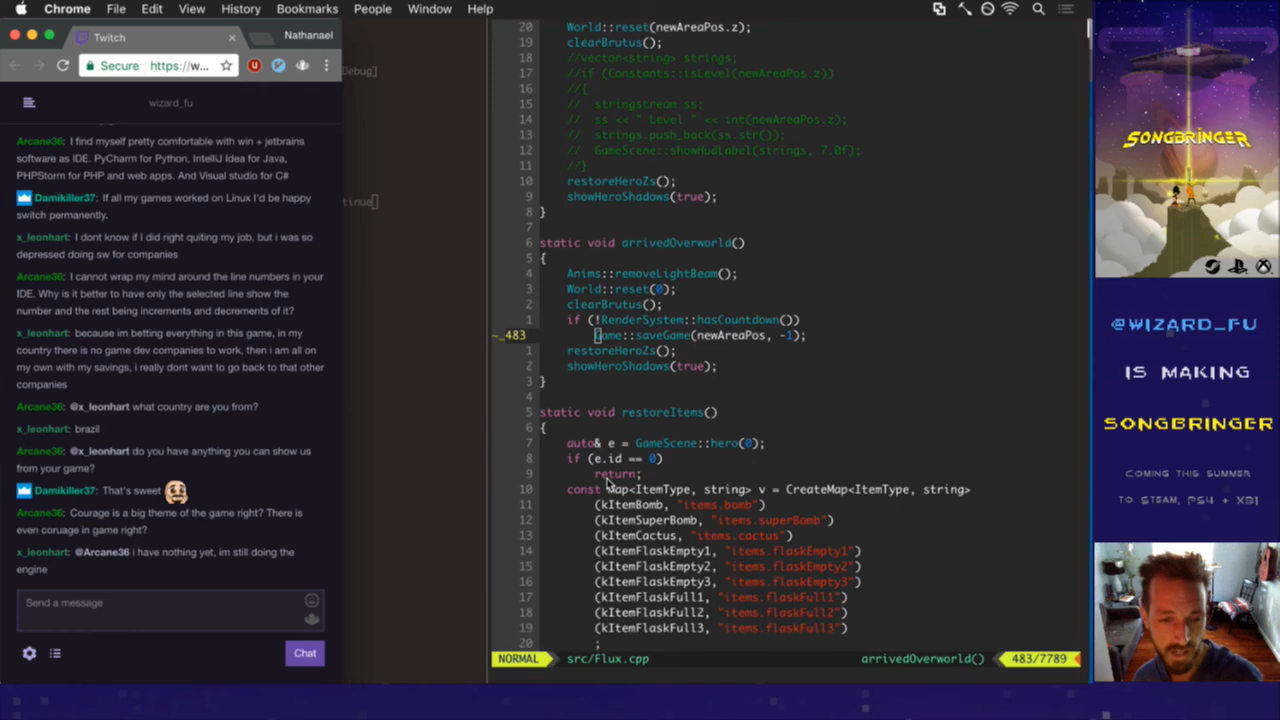 Chrome File Edit View History Bookmarks People Window Help
Twitch
Nathanael
Secure https://w...
wizard_fu
Arcane36: I find myself pretty comfortable with win + jetbrains
software as IDE. PyCharm for Python, IntelliJ Idea for Java,
PHPStorm for PHP and web apps. And Visual studio for C#
Damikiller37: If all my games worked on Linux I'd be happy
switch permanently.
x_leonhart: I dont know if I did right quiting my job, but i was so
depressed doing sw for companies
Arcane36: I cannot wrap my mind around the line numbers in your
IDE. Why is it better to have only the selected line show the
number and the rest being increments and decrements of it?
x_leonhart: because im betting everything in this game, in my
country there is no game dev companies to work, then i am all on
my own with my savings, i really dont want to go back to that other
companies
Arcane36: @x_leonhart what country are you from?
x_leonhart: brazil
Arcane36: @x_leonhart do you have anything you can show us
from your game?
Damikiller37: That's sweet
Arcane36: Courage is a big theme of the game right? There is
even coruage in game right?
x_leonhart: @Arcane36 i have nothing yet, im still doing the
engine
Send a message
Chat
Debug]
tinue]
20 World::reset(newAreaPos.z);
19 clearBrutus();
18 //vector<string> strings;
17 //if (Constants::isLevel(newAreaPos.z))
16 //{
15 // stringstream ss;
14 // ss << " Level " << int(newAreaPos.z);
13 // strings.push_back(ss.str());
12 // GameScene::showHudLabel(strings, 7.0f);
11 //}
10 restoreHeroZs();
9 showHeroShadows(true);
8 }
7
6 static void arrivedOverworld()
5 {
4 Anims::removeLightBeam();
3 World::reset(0);
2 clearBrutus();
1 if (!RenderSystem::hasCountdown())
~_483 Game::saveGame(newAreaPos, -1);
1 restoreHeroZs();
2 showHeroShadows(true);
3 }
4
5 static void restoreItems()
6 {
7 auto& e = GameScene::hero(0);
8 if (e.id == 0)
9 return;
10 const Map<ItemType, string> v = CreateMap<ItemType, string>
11 (kItemBomb, "items.bomb")
12 (kItemSuperBomb, "items.superBomb")
13 (kItemCactus, "items.cactus")
14 (kItemFlaskEmpty1, "items.flaskEmpty1")
15 (kItemFlaskEmpty2, "items.flaskEmpty2")
16 (kItemFlaskEmpty3, "items.flaskEmpty3")
17 (kItemFlaskFull1, "items.flaskFull1")
18 (kItemFlaskFull2, "items.flaskFull2")
19 (kItemFlaskFull3, "items.flaskFull3")
20 ;
NORMAL src/Flux.cpp arrivedOverworld() 483/7789
SONGBRINGER
@WIZARD_FU
IS MAKING
SONGBRINGER
COMING THIS SUMMER
TO STEAM, PS4 + XB1